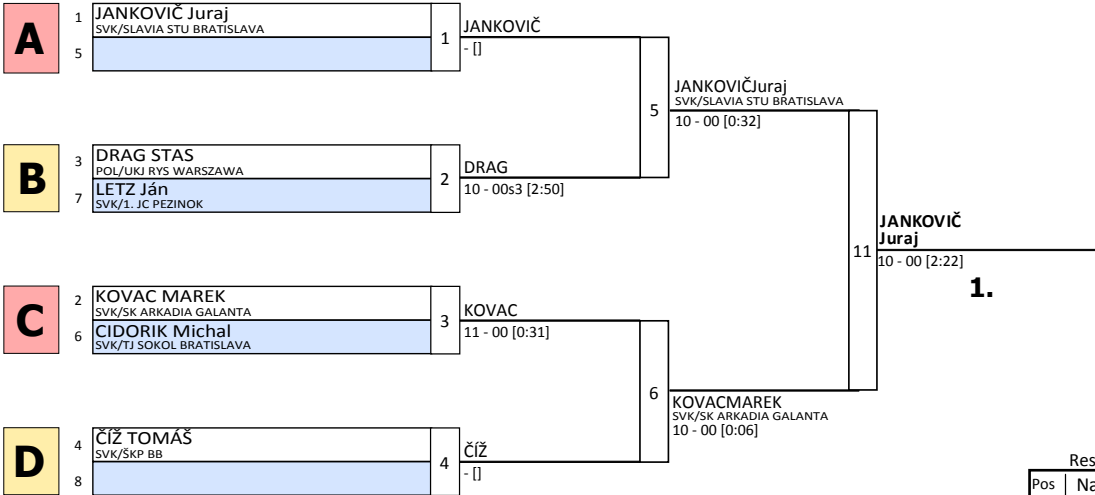 A
1 JANKOVIČ Juraj
SVK/SLAVIA STU BRATISLAVA
5
1
JANKOVIČ
- []
B
3 DRAG STAS
POL/UKJ RYS WARSZAWA
7 LETZ Ján
SVK/1. JC PEZINOK
2
DRAG
10 - 00s3 [2:50]
5
JANKOVIČJuraj
SVK/SLAVIA STU BRATISLAVA
10 - 00 [0:32]
C
2 KOVAC MAREK
SVK/SK ARKADIA GALANTA
6 CIDORIK Michal
SVK/TJ SOKOL BRATISLAVA
3
KOVAC
11 - 00 [0:31]
D
4 ČÍŽ TOMÁŠ
SVK/ŠKP BB
8
4
ČÍŽ
- []
6
KOVACMAREK
SVK/SK ARKADIA GALANTA
10 - 00 [0:06]
11
JANKOVIČ
Juraj
10 - 00 [2:22]
1.
Res
Pos Na